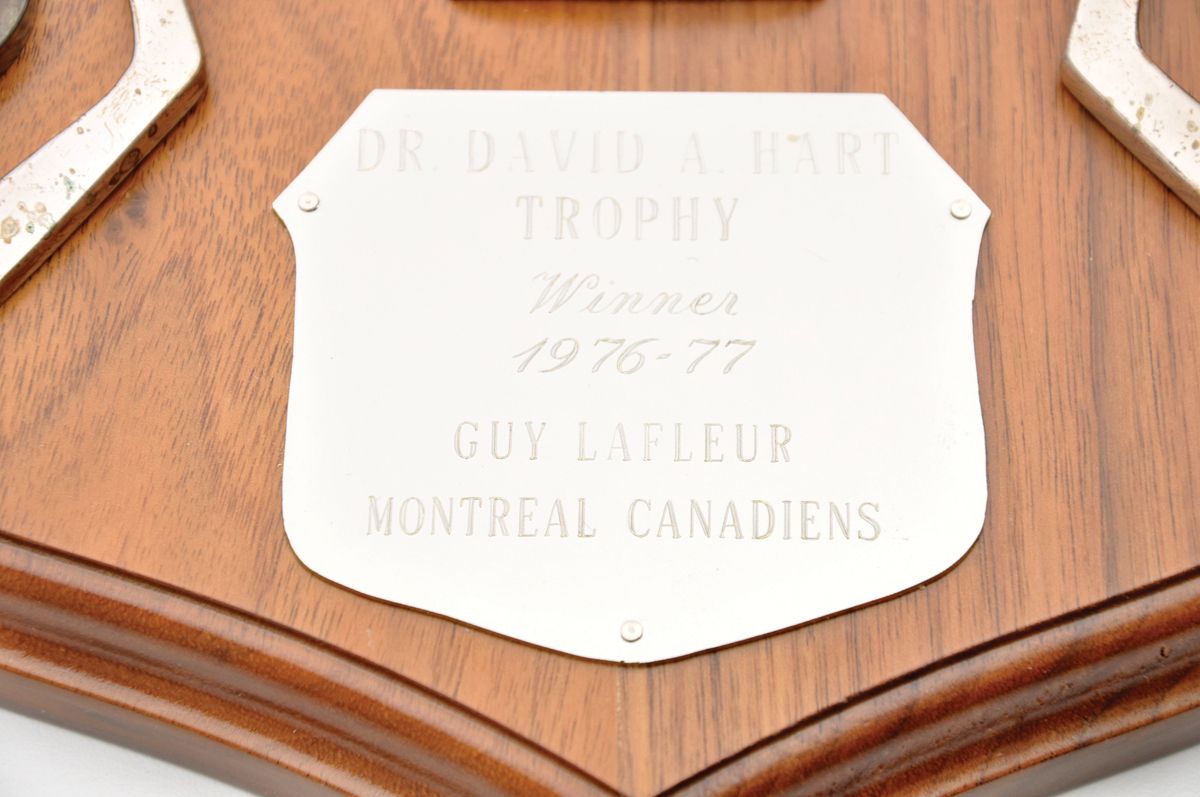 DR. DAVID A. HART
TROPHY
Winner
1976-77
GUY LAFLEUR
MONTREAL CANADIENS